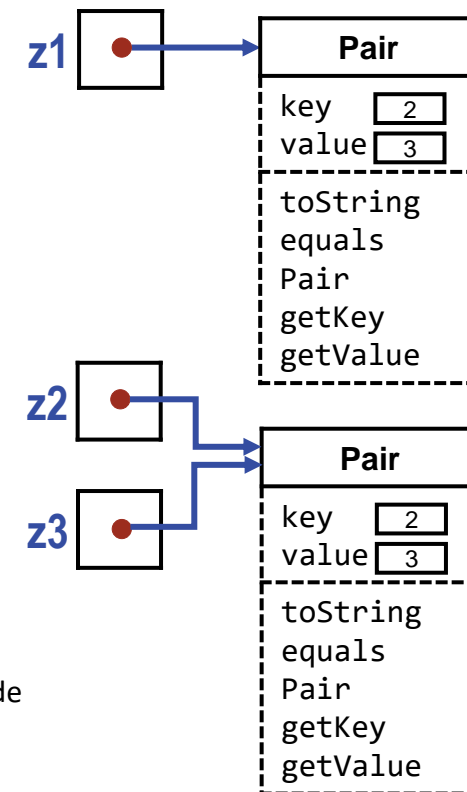 z1
Pair
key 2
value 3
toString
equals
Pair
getKey
getValue
z2
Pair
z3
key 2
value 3
toString
equals
de
Pair
getKey
getValue